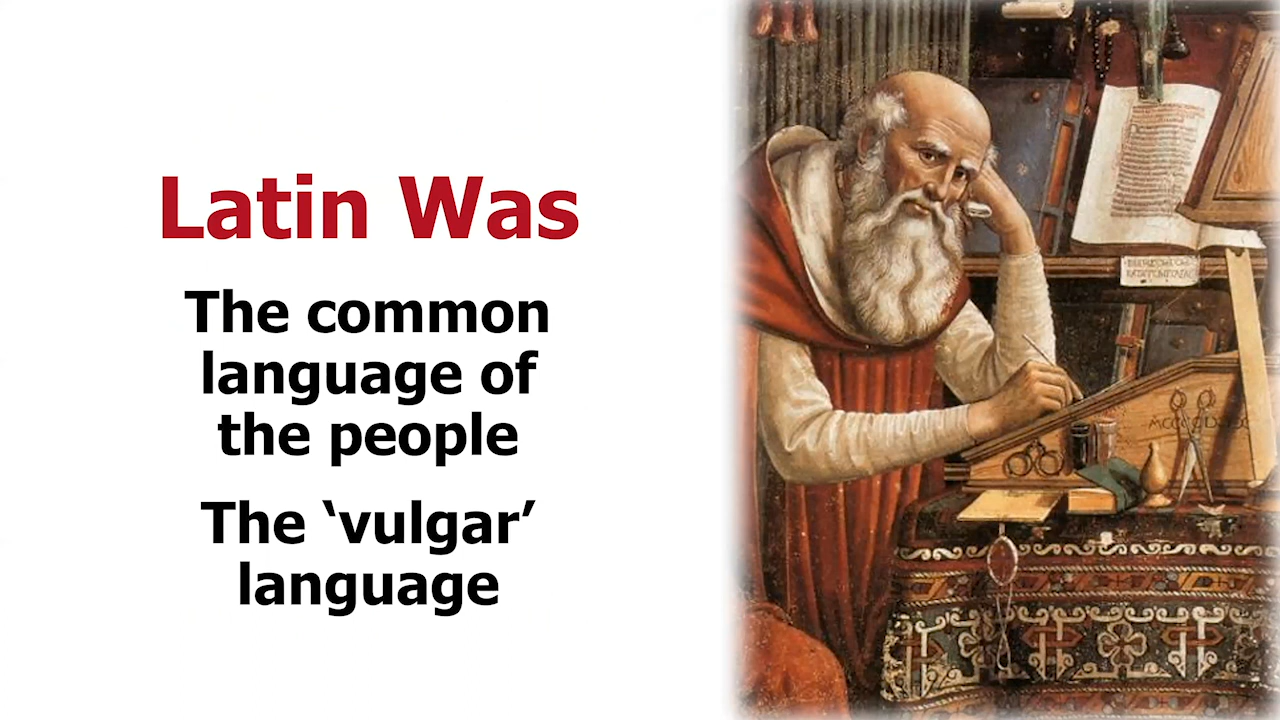 Latin Was
The common
language of
the people
The ‘vulgar’
language